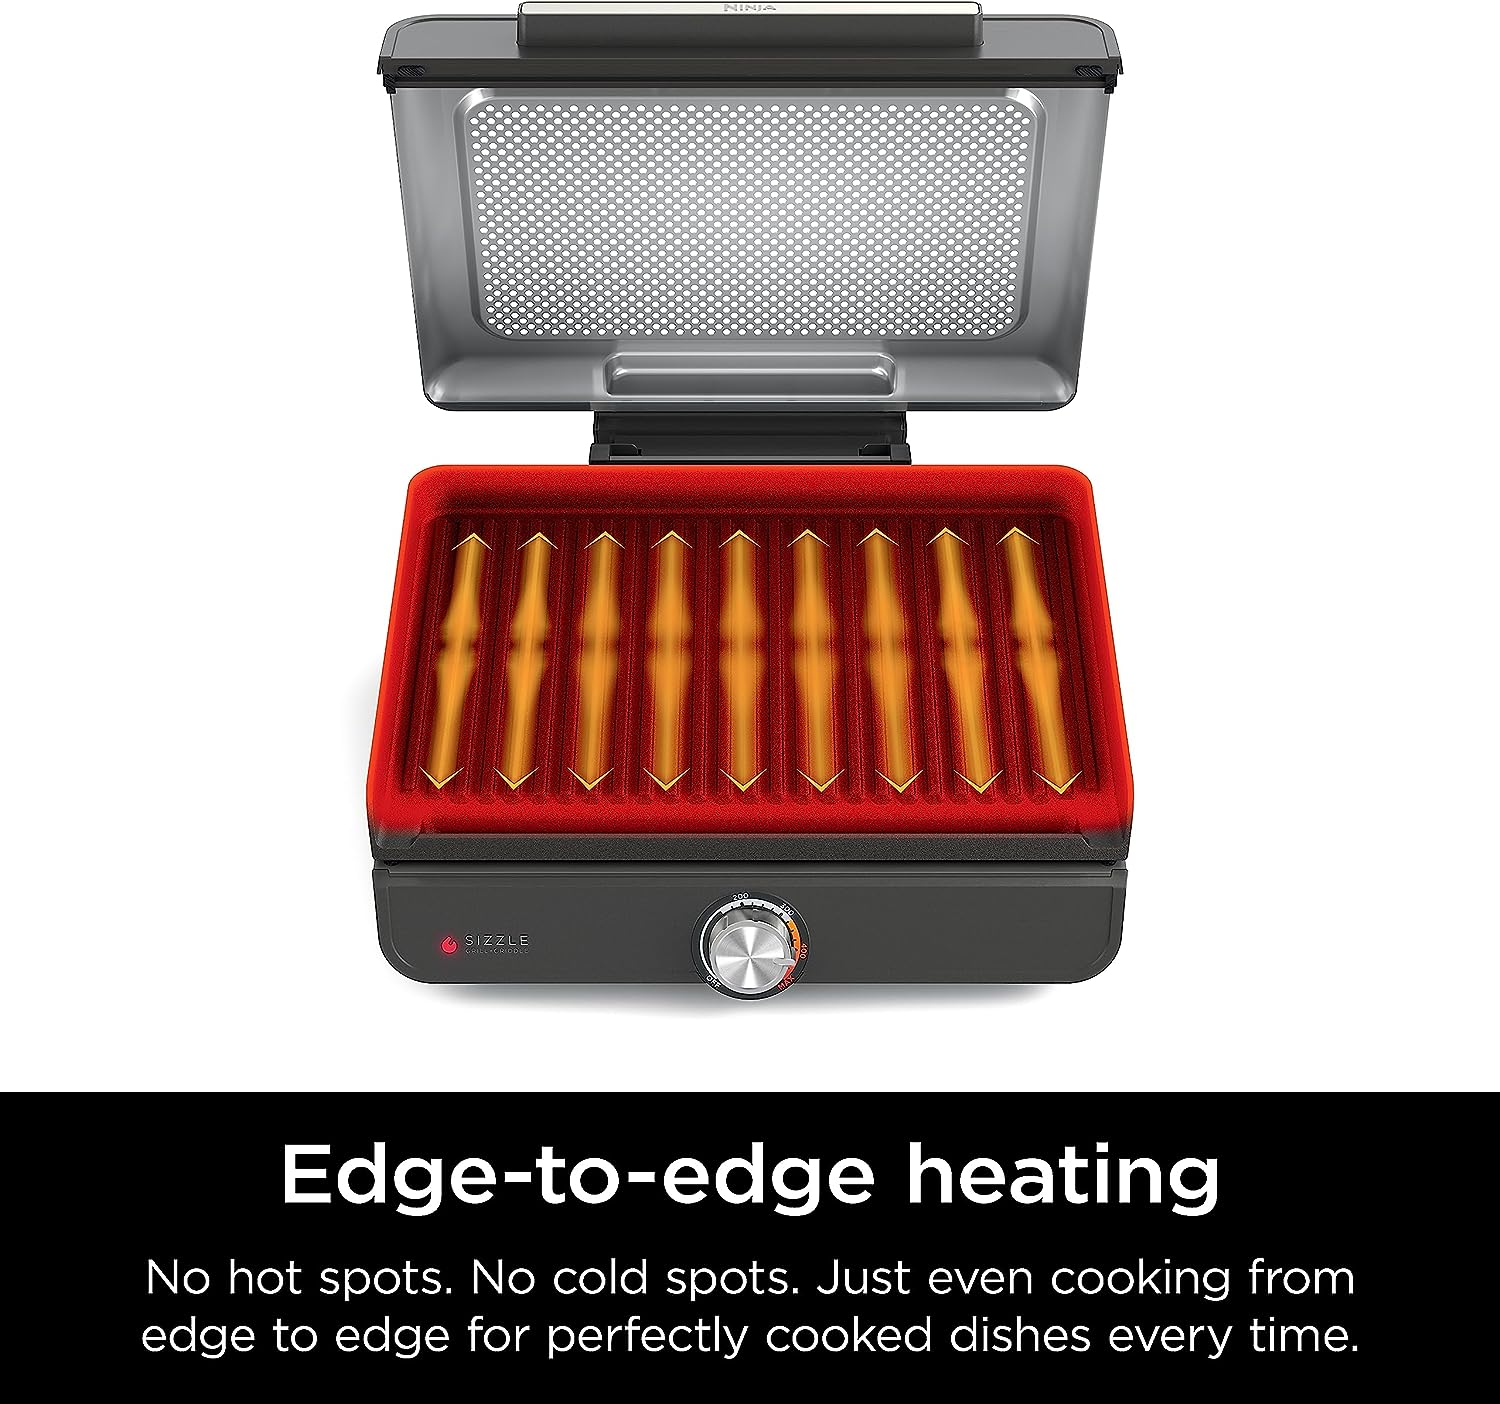 NINJA
200
300
400
OFF
MAX
SIZZLE
GRILL+GRIDDLE
Edge-to-edge heating
No hot spots. No cold spots. Just even cooking from
edge to edge for perfectly cooked dishes every time.